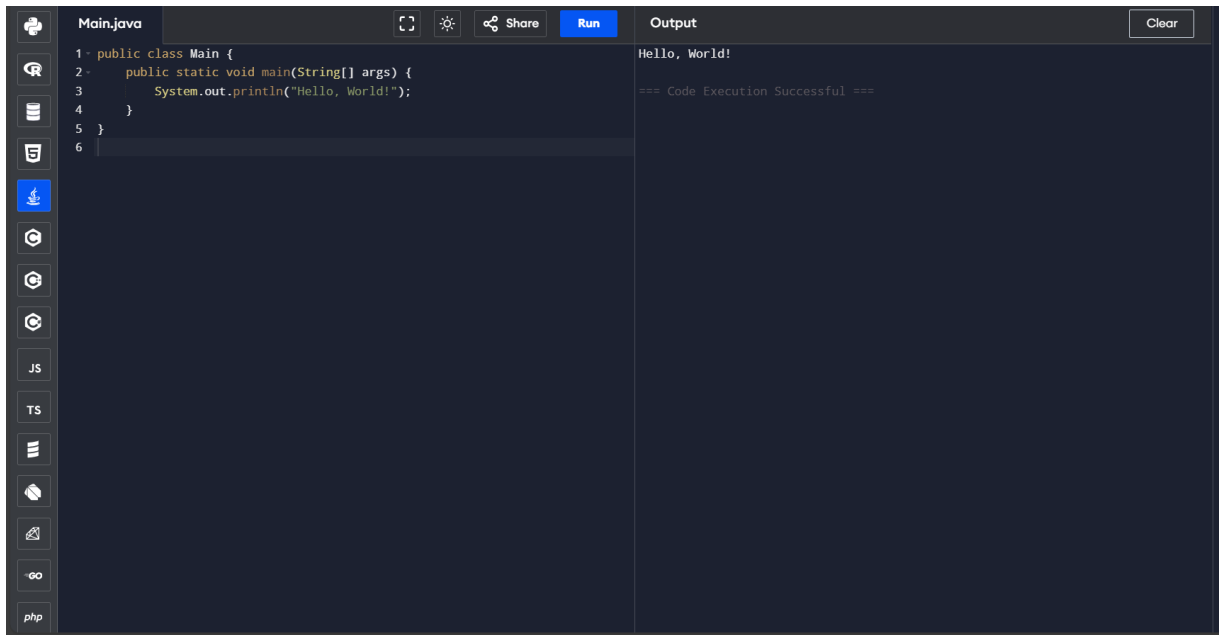 Main.java
Share
Run
Output
Clear
1 public class Main {
2     public static void main(String[] args) {
3         System.out.println("Hello, World!");
4     }
5 }
6
Hello, World!
=== Code Execution Successful ===
R
5
C
C
C
JS
TS
GO
php